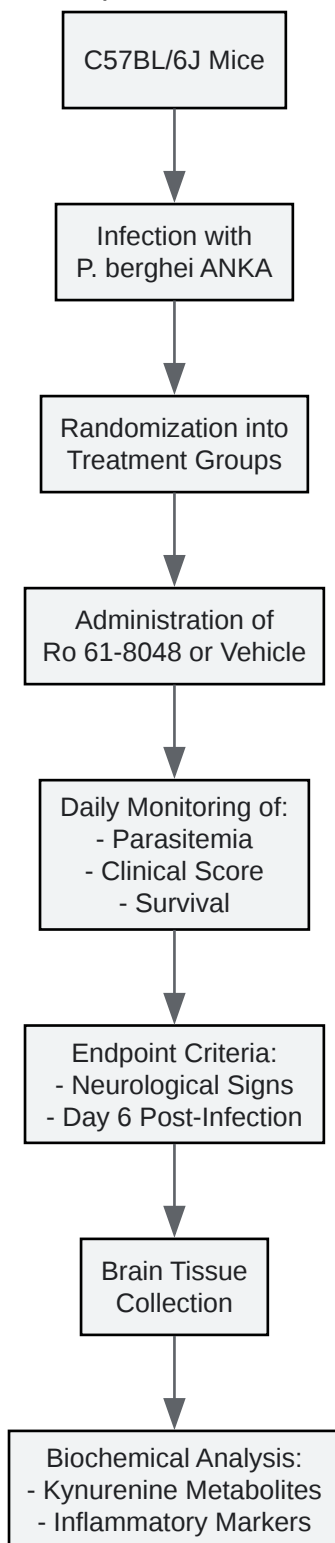 C57BL/6J Mice
Infection with
P. berghei ANKA
Randomization into
Treatment Groups
Administration of
Ro 61-8048 or Vehicle
Daily Monitoring of:
- Parasitemia
- Clinical Score
- Survival
Endpoint Criteria:
- Neurological Signs
- Day 6 Post-Infection
Brain Tissue
Collection
Biochemical Analysis:
- Kynurenine Metabolites
- Inflammatory Markers